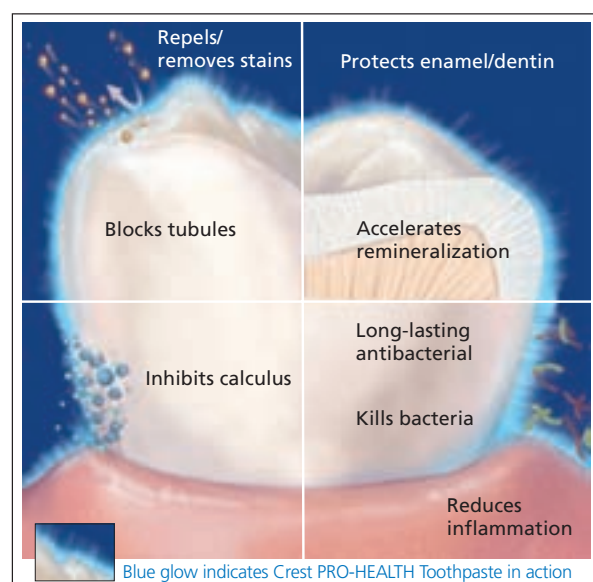 Repels/
removes stains
Protects enamel/dentin
Blocks tubules
Accelerates
remineralization
Inhibits calculus
Long-lasting
antibacterial
Kills bacteria
Reduces
inflammation
Blue glow indicates Crest PRO-HEALTH Toothpaste in action